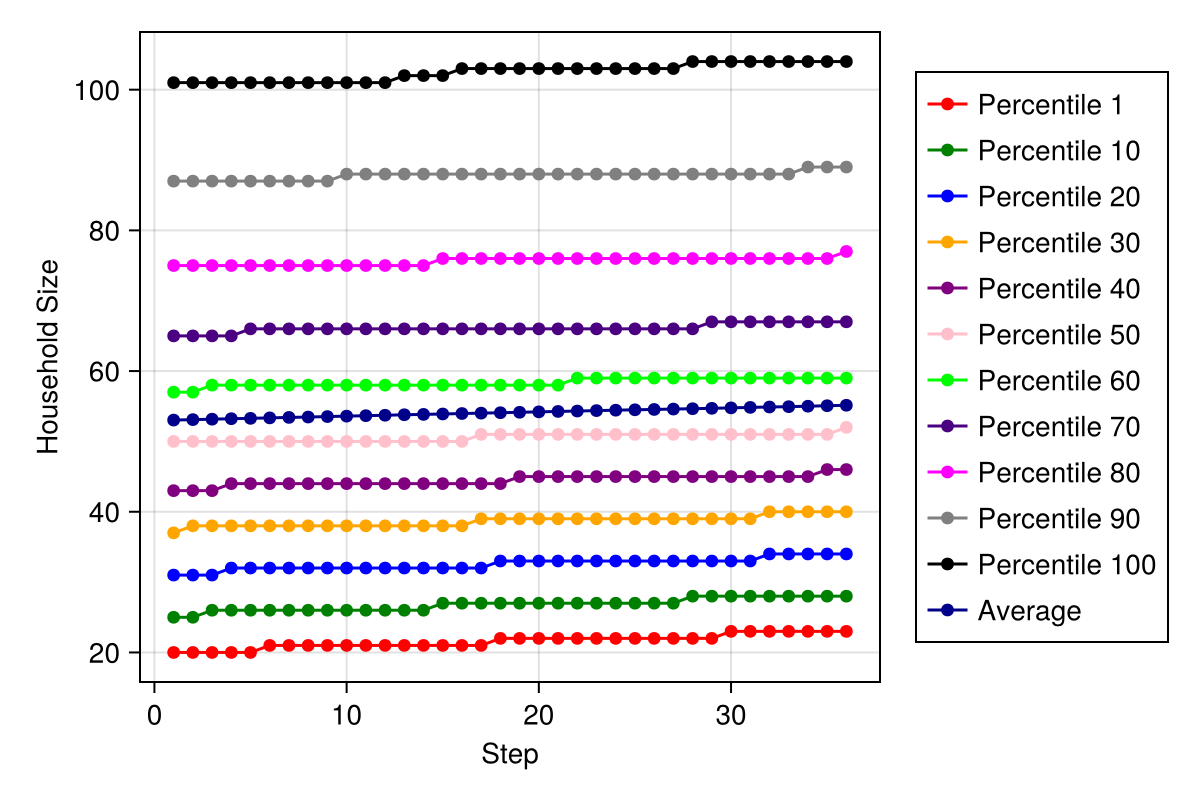 100
80
60
40
20
Household Size
0 10 20 30
Step
Percentile 1
Percentile 10
Percentile 20
Percentile 30
Percentile 40
Percentile 50
Percentile 60
Percentile 70
Percentile 80
Percentile 90
Percentile 100
Average